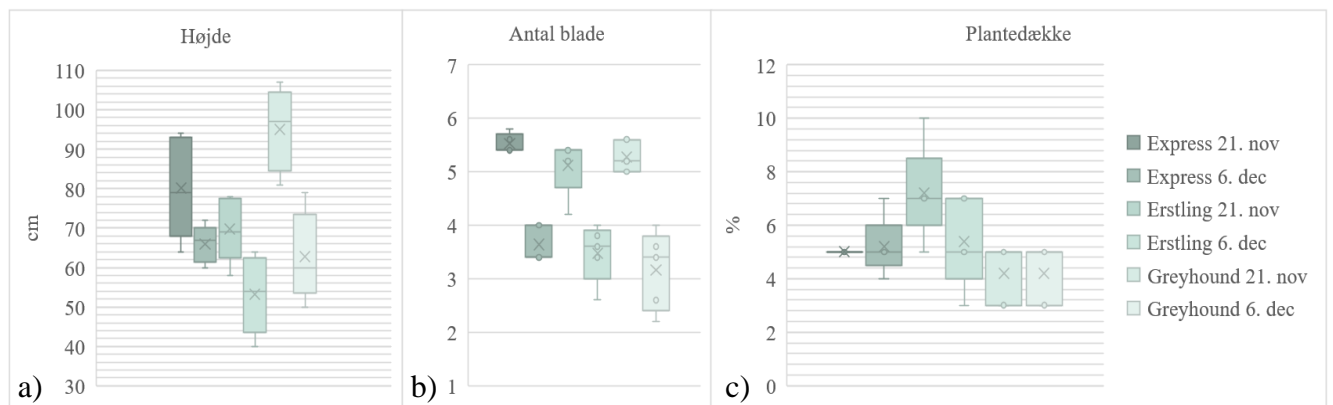 Højde
110
100
90
80
70
60
50
40
30
cm
a)
Antal blade
7
6
5
4
3
2
1
b)
Plantedække
12
10
8
6
4
2
0
%
c)
Express 21. nov
Express 6. dec
Erstling 21. nov
Erstling 6. dec
Greyhound 21. nov
Greyhound 6. dec